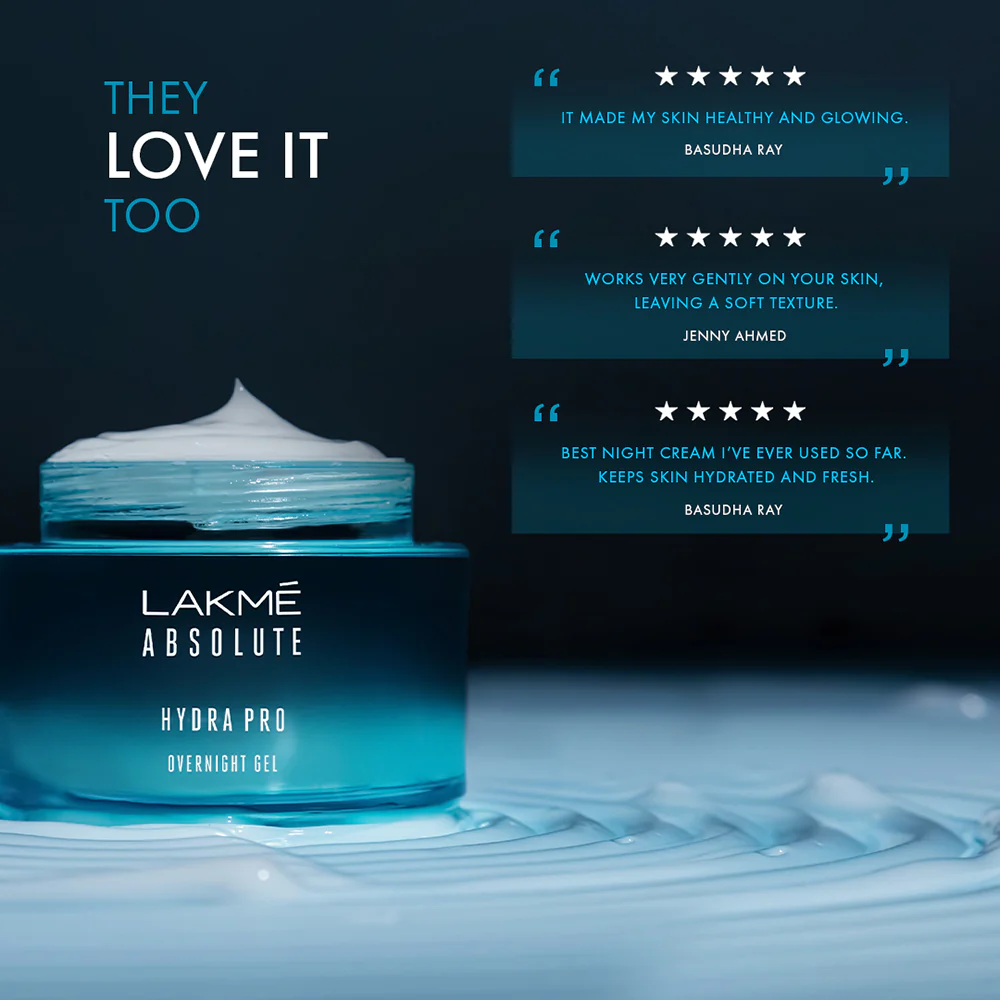 THEY
LOVE IT
TOO
“
★★★★★
IT MADE MY SKIN HEALTHY AND GLOWING.
BASUDHA RAY
”
“
★★★★★
WORKS VERY GENTLY ON YOUR SKIN,
LEAVING A SOFT TEXTURE.
JENNY AHMED
”
“
★★★★★
BEST NIGHT CREAM I’VE EVER USED SO FAR.
KEEPS SKIN HYDRATED AND FRESH.
BASUDHA RAY
”
LAKMÉ
ABSOLUTE
HYDRA PRO
OVERNIGHT GEL